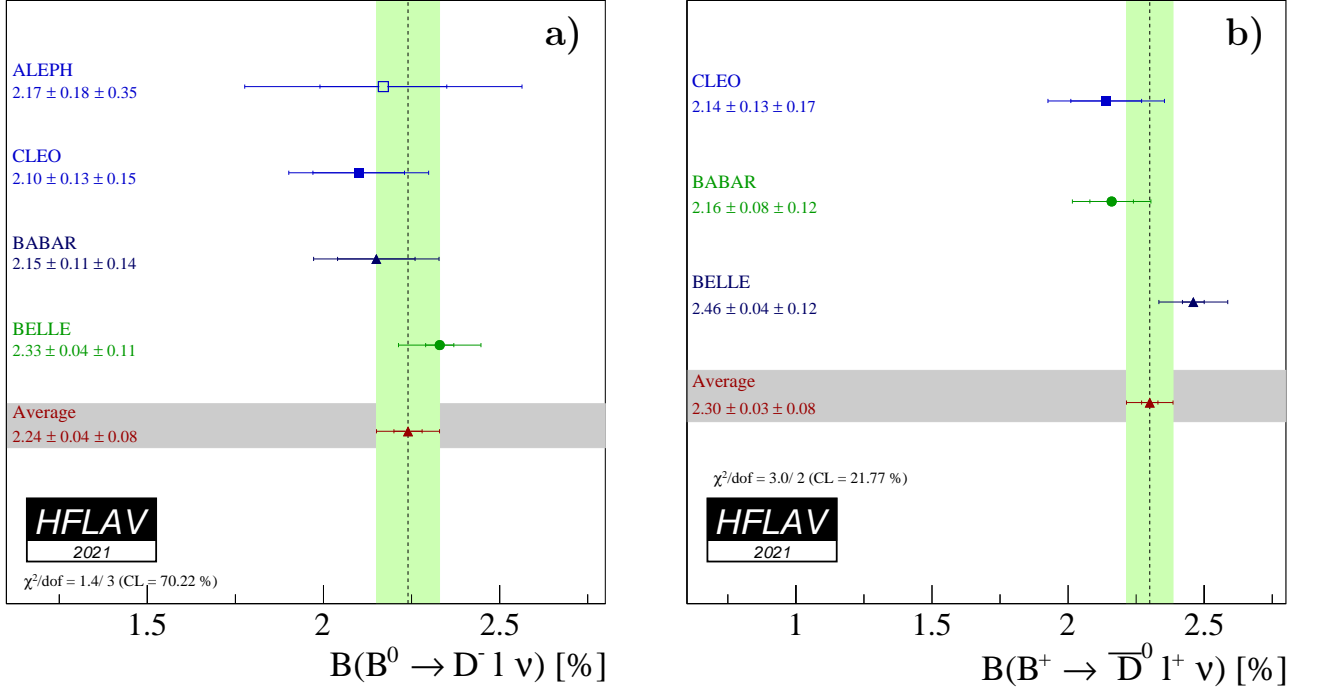 a)
ALEPH
2.17 ± 0.18 ± 0.35
CLEO
2.10 ± 0.13 ± 0.15
BABAR
2.15 ± 0.11 ± 0.14
BELLE
2.33 ± 0.04 ± 0.11
Average
2.24 ± 0.04 ± 0.08
HFLAV
2021
χ²/dof = 1.4/ 3 (CL = 70.22 %)
1.5 2 2.5
B(B⁰ → D⁻ l ν) [%]
b)
CLEO
2.14 ± 0.13 ± 0.17
BABAR
2.16 ± 0.08 ± 0.12
BELLE
2.46 ± 0.04 ± 0.12
Average
2.30 ± 0.03 ± 0.08
χ²/dof = 3.0/ 2 (CL = 21.77 %)
HFLAV
2021
1 1.5 2 2.5
B(B⁺ → D̅⁰ l⁺ ν) [%]